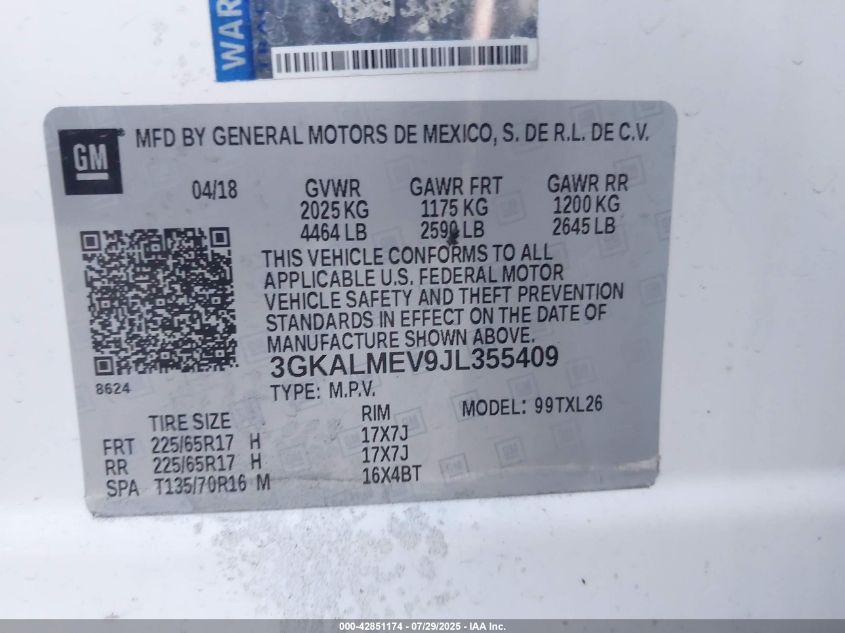 WAR
GM
MFD BY GENERAL MOTORS DE MEXICO, S. DE R.L. DE C.V.
04/18 GVWR GAWR FRT GAWR RR
2025 KG 1175 KG 1200 KG
4464 LB 2590 LB 2645 LB
THIS VEHICLE CONFORMS TO ALL
APPLICABLE U.S. FEDERAL MOTOR
VEHICLE SAFETY AND THEFT PREVENTION
STANDARDS IN EFFECT ON THE DATE OF
MANUFACTURE SHOWN ABOVE.
3GKALMEV9JL355409
8624
TYPE: M.P.V.
TIRE SIZE RIM MODEL: 99TXL26
FRT 225/65R17 H 17X7J
RR 225/65R17 H 17X7J
SPA T135/70R16 M 16X4BT
000-42851174 - 07/29/2025 - IAA Inc.